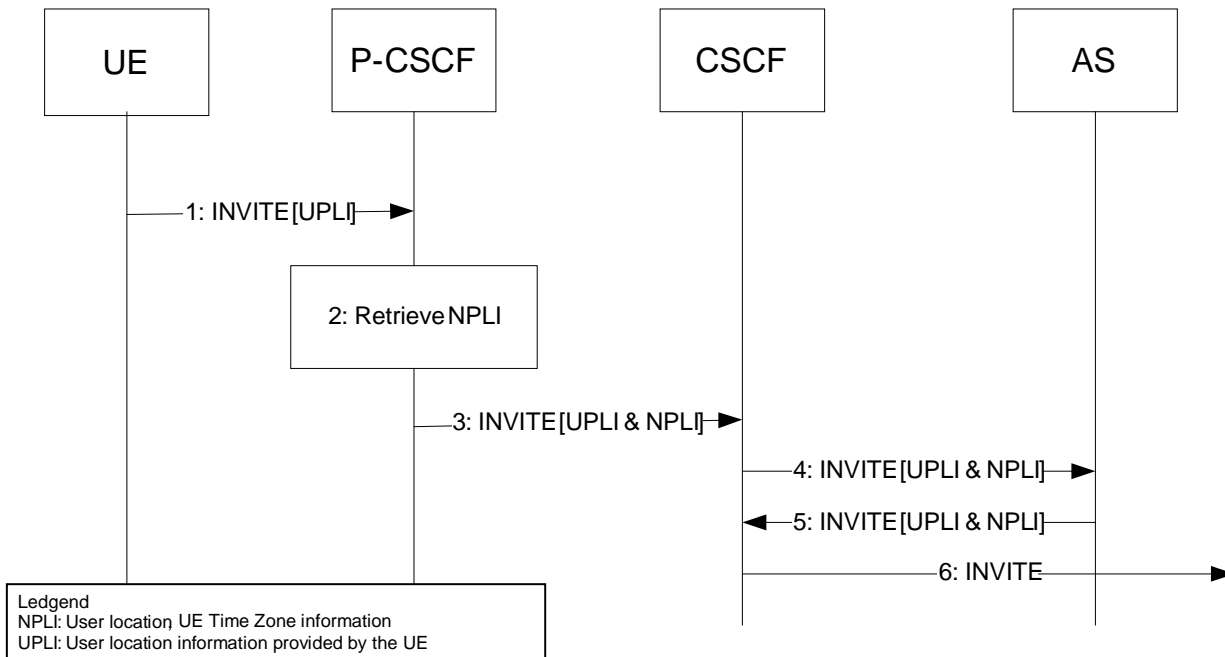 UE
P-CSCF
CSCF
AS
1: INVITE[UPLI]
2: Retrieve NPLI
3: INVITE[UPLI & NPLI]
4: INVITE[UPLI & NPLI]
5: INVITE[UPLI & NPLI]
6: INVITE
Ledgend
NPLI: User location, UE Time Zone information
UPLI: User location information provided by the UE